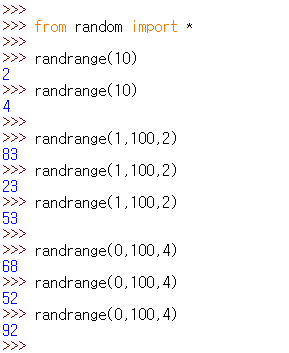 >>>
>>> from random import *
>>>
>>> randrange(10)
2
>>> randrange(10)
4
>>>
>>> randrange(1,100,2)
83
>>> randrange(1,100,2)
23
>>> randrange(1,100,2)
53
>>>
>>> randrange(0,100,4)
68
>>> randrange(0,100,4)
52
>>> randrange(0,100,4)
92
>>>